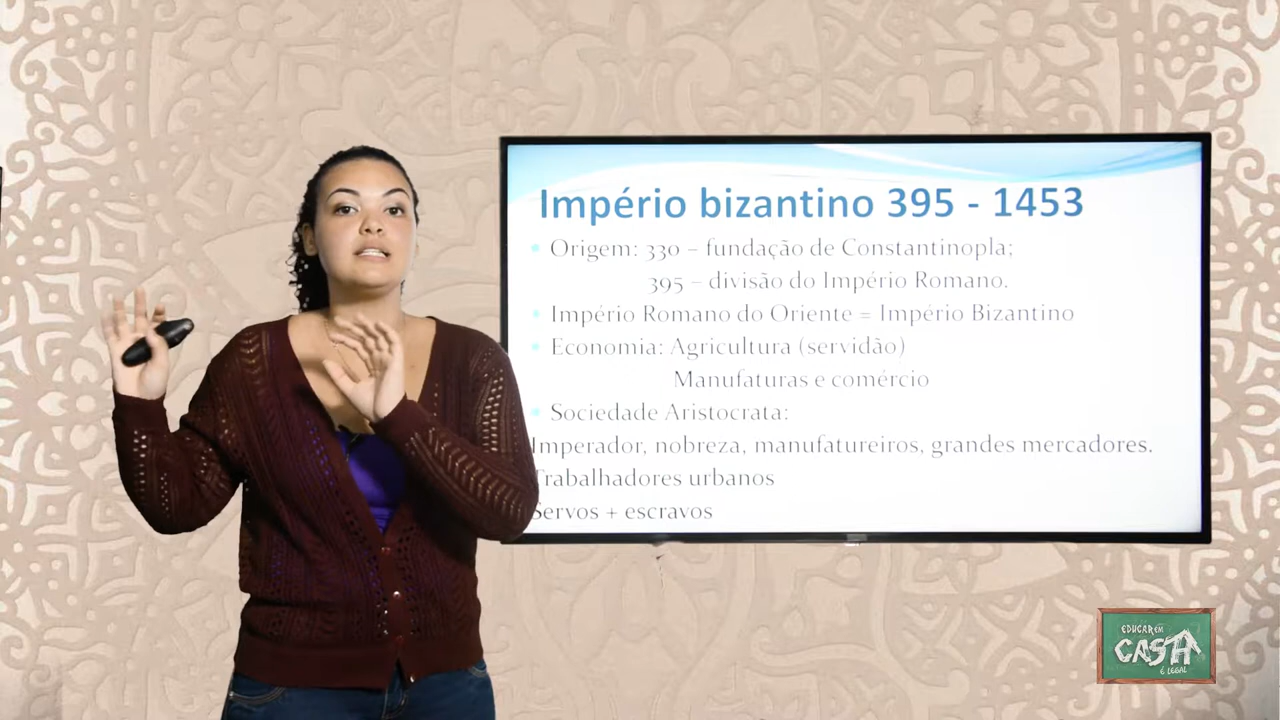 Império bizantino 395 - 1453
Origem: 330 – fundação de Constantinopla;
395 – divisão do Império Romano.
Império Romano do Oriente = Império Bizantino
Economia: Agricultura (servidão)
Manufaturas e comércio
Sociedade Aristocrata:
Imperador, nobreza, manufatureiros, grandes mercadores.
Trabalhadores urbanos
Servos + escravos
EDUCAR EM
CASA
É LEGAL